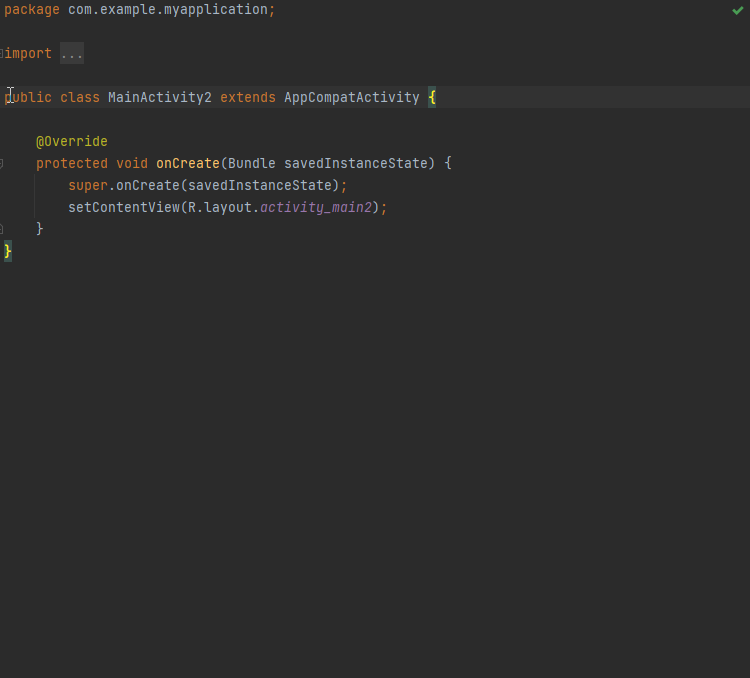 package com.example.myapplication;
import ...
public class MainActivity2 extends AppCompatActivity {
@Override
protected void onCreate(Bundle savedInstanceState) {
super.onCreate(savedInstanceState);
setContentView(R.layout.activity_main2);
}
}